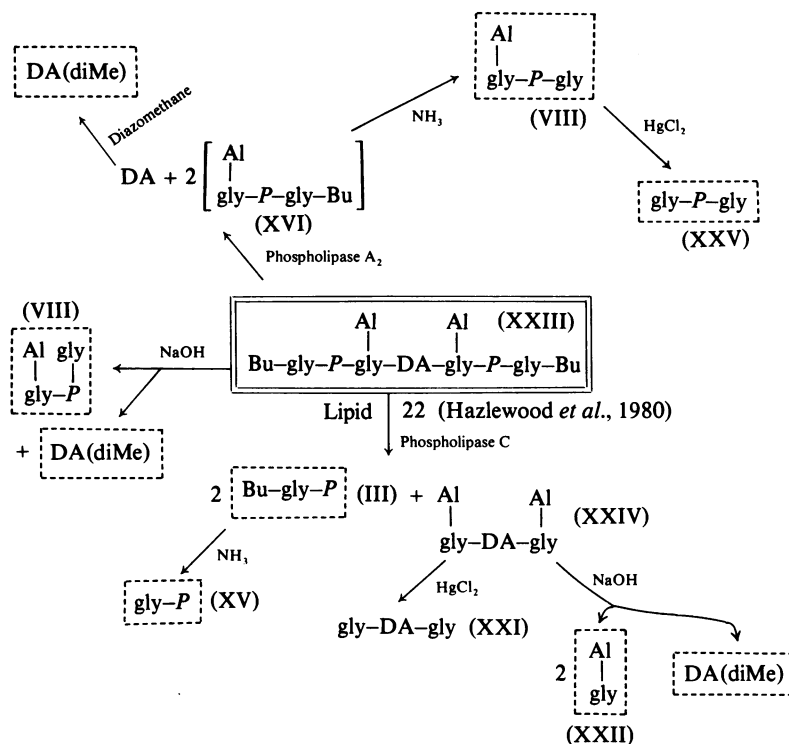 DA(diMe)
Diazomethane
DA + 2
Al
gly–P–gly–Bu
(XVI)
NH₃
Al
gly–P–gly
(VIII)
HgCl₂
gly–P–gly
(XXV)
Phospholipase A₂
(VIII)
Al gly
gly–P
NaOH
+ DA(diMe)
Al Al (XXIII)
Bu–gly–P–gly–DA–gly–P–gly–Bu
Lipid 22 (Hazlewood et al., 1980)
Phospholipase C
2 Bu–gly–P (III) +
Al Al (XXIV)
gly–DA–gly
NH₃
gly–P (XV)
HgCl₂
gly–DA–gly (XXI)
NaOH
2
Al
gly
(XXII)
DA(diMe)